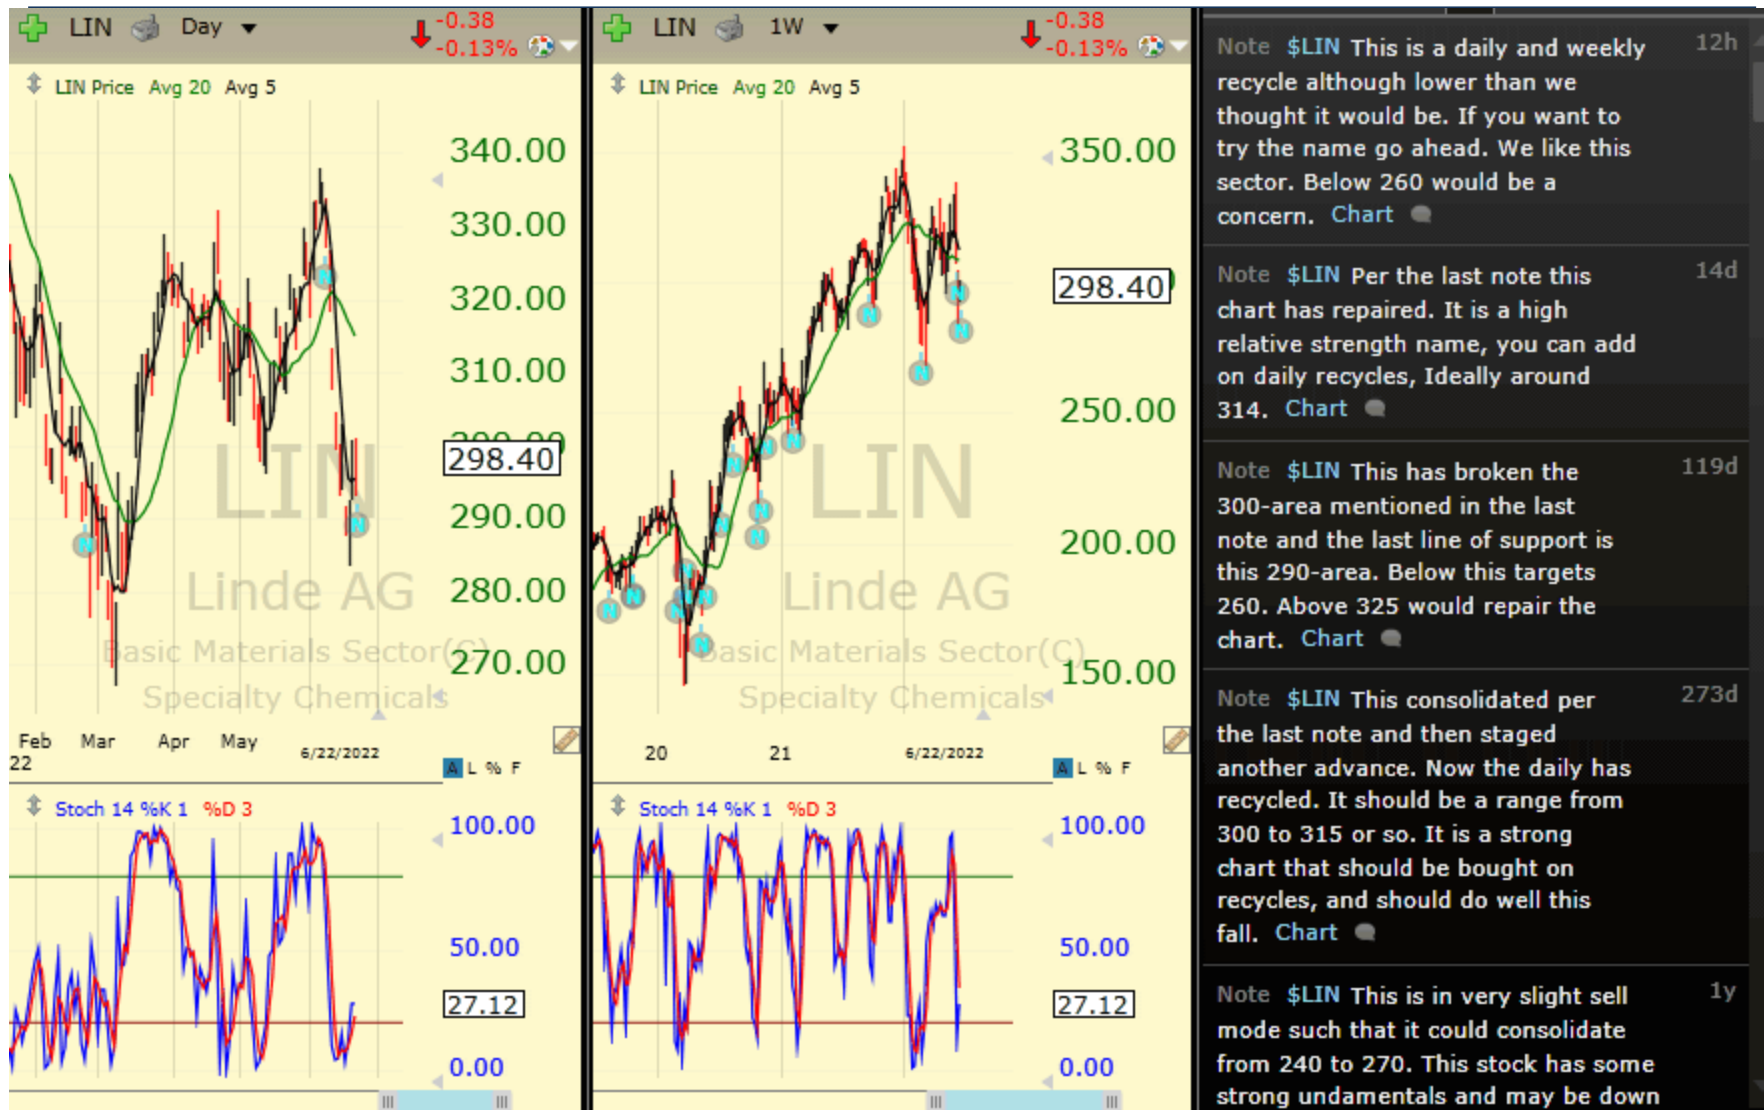 LIN Day
-0.38
-0.13%
LIN Price Avg 20 Avg 5
340.00
330.00
320.00
310.00
298.40
290.00
280.00
270.00
LIN
Linde AG
Basic Materials Sector(C)
Specialty Chemicals
Feb Mar Apr May 6/22/2022
22
A L % F
Stoch 14 %K 1 %D 3
100.00
50.00
27.12
0.00
N
N
N
LIN 1W
-0.38
-0.13%
LIN Price Avg 20 Avg 5
350.00
298.40
250.00
200.00
150.00
LIN
Linde AG
Basic Materials Sector(C)
Specialty Chemicals
20 21 6/22/2022
A L % F
Stoch 14 %K 1 %D 3
100.00
50.00
27.12
0.00
Note $LIN This is a daily and weekly 12h
recycle although lower than we
thought it would be. If you want to
try the name go ahead. We like this
sector. Below 260 would be a
concern. Chart
Note $LIN Per the last note this 14d
chart has repaired. It is a high
relative strength name, you can add
on daily recycles, Ideally around
314. Chart
Note $LIN This has broken the 119d
300-area mentioned in the last
note and the last line of support is
this 290-area. Below this targets
260. Above 325 would repair the
chart. Chart
Note $LIN This consolidated per 273d
the last note and then staged
another advance. Now the daily has
recycled. It should be a range from
300 to 315 or so. It is a strong
chart that should be bought on
recycles, and should do well this
fall. Chart
Note $LIN This is in very slight sell 1y
mode such that it could consolidate
from 240 to 270. This stock has some
strong undamentals and may be down